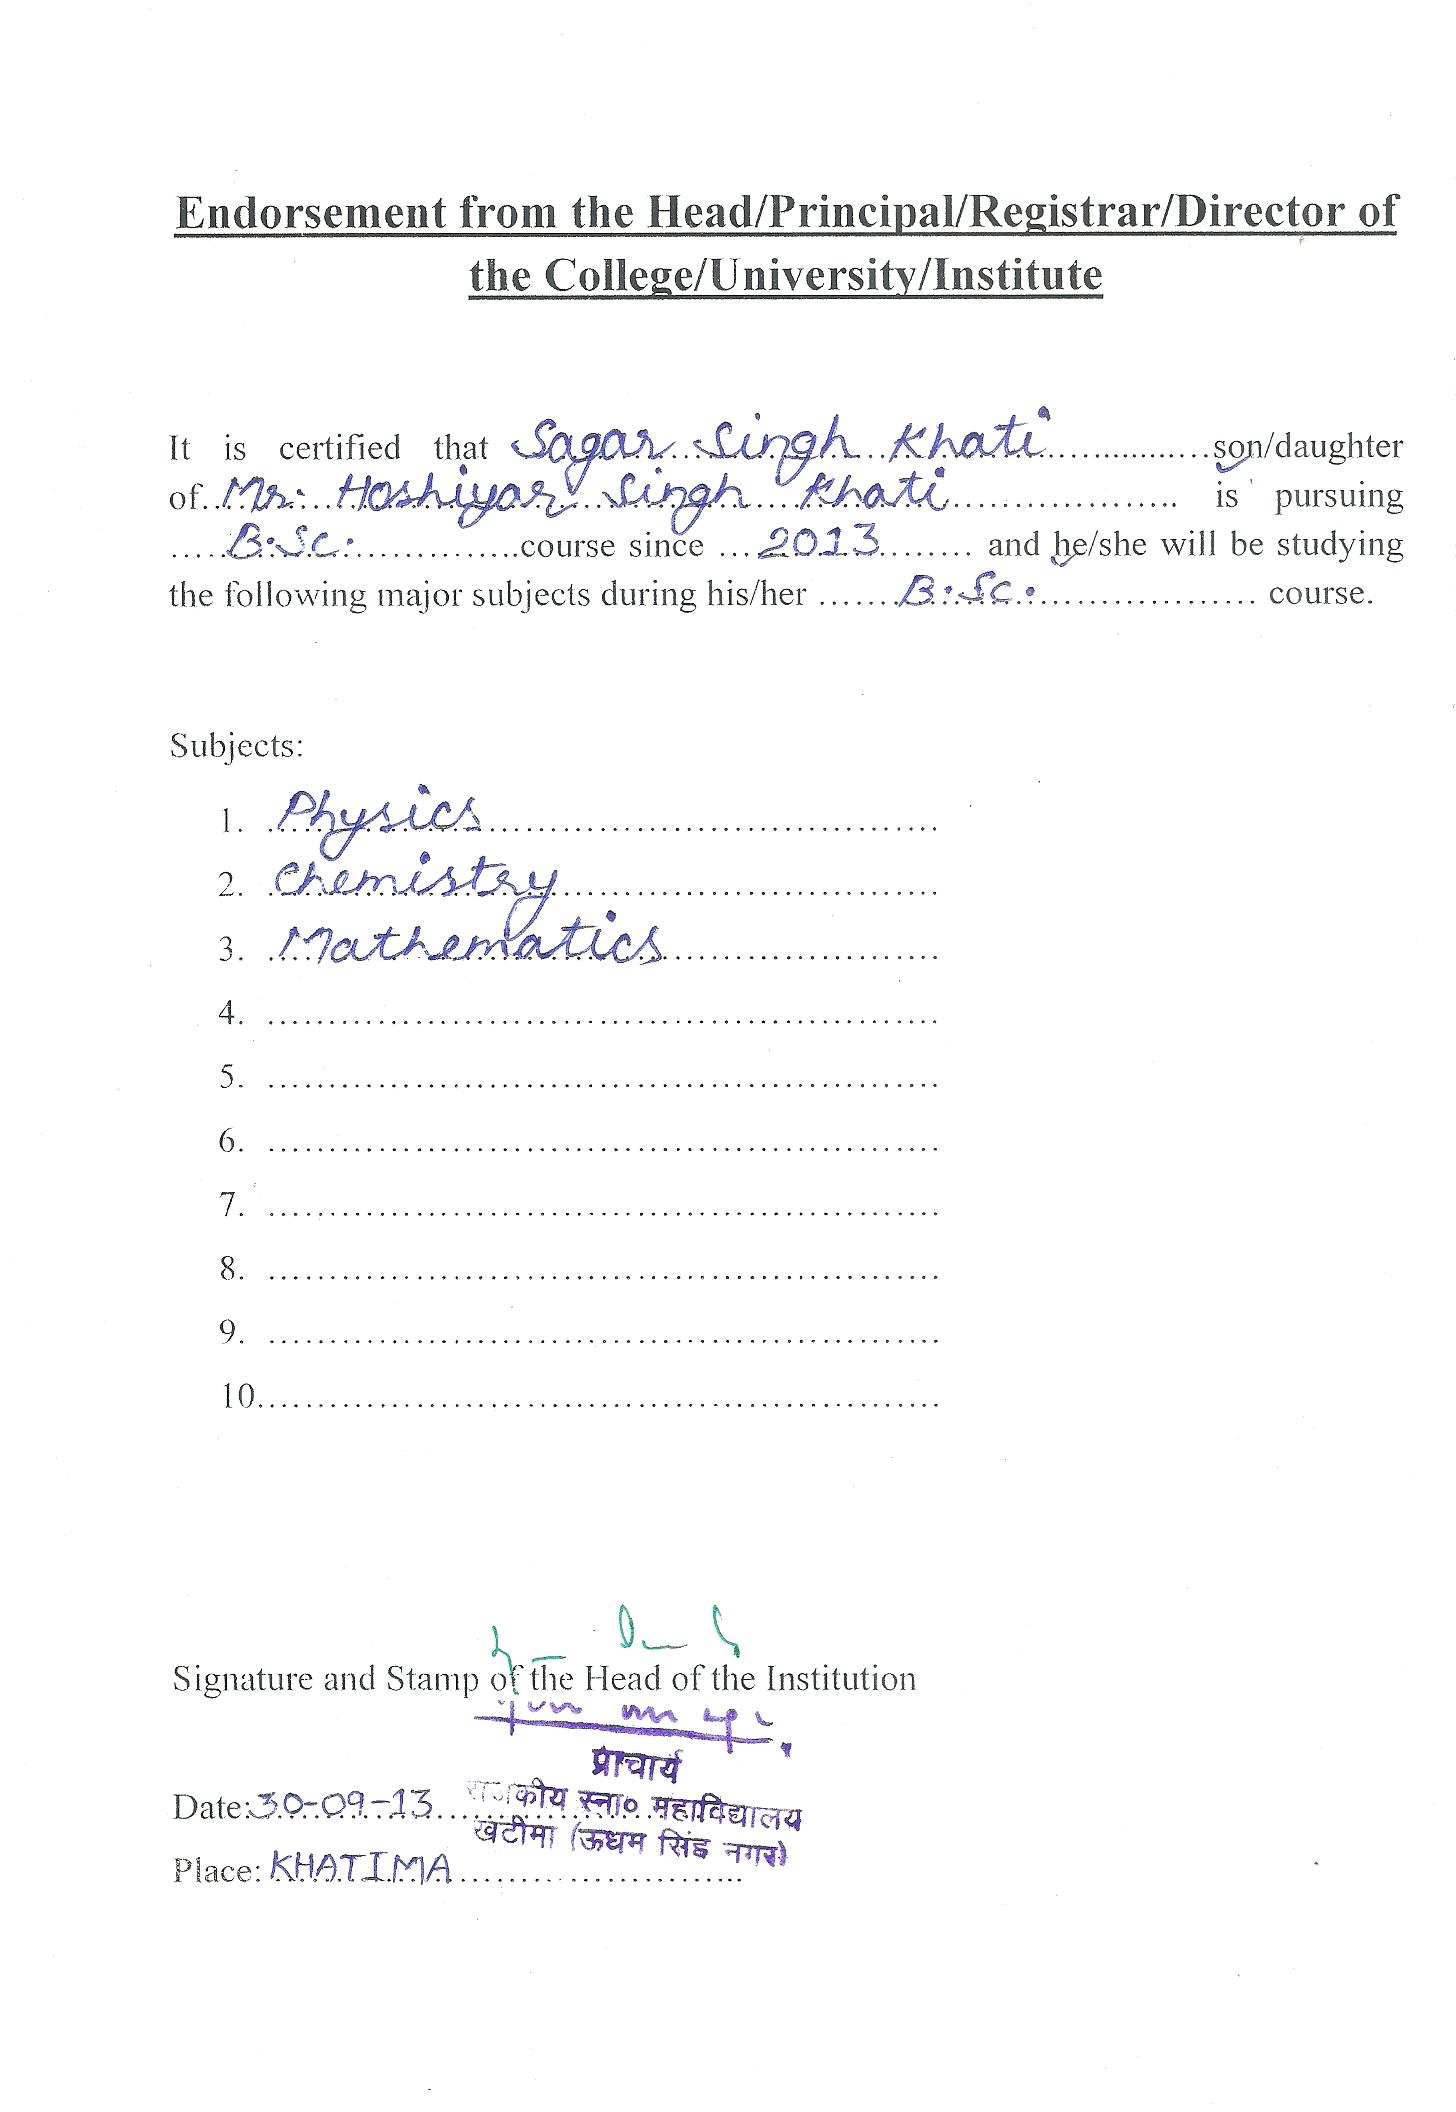 Endorsement from the Head/Principal/Registrar/Director of
the College/University/Institute
It is certified that Sagar Singh Khati son/daughter
of Mr. Hoshiyar Singh Khati is pursuing
B.Sc. course since 2013 and he/she will be studying
the following major subjects during his/her B.Sc. course.
Subjects:
1. Physics
2. Chemistry
3. Mathematics
4.
5.
6.
7.
8.
9.
10.
Signature and Stamp of the Head of the Institution
प्राचार्य
राजकीय स्ना० महाविद्यालय
खटीमा (ऊधम सिंह नगर)
Date: 30-09-13
Place: KHATIMA